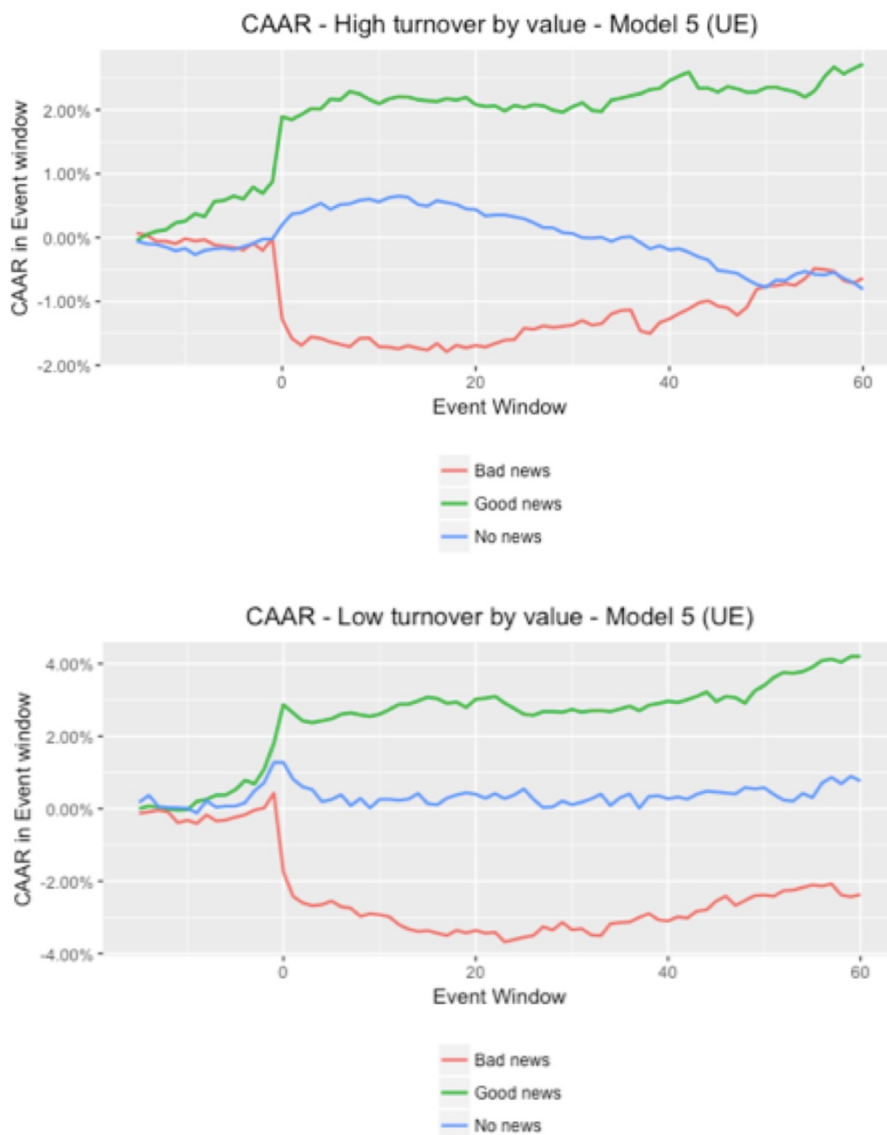 CAAR - High turnover by value - Model 5 (UE)
CAAR in Event window
2.00%
1.00%
0.00%
-1.00%
-2.00%
0
20
40
60
Event Window
Bad news
Good news
No news
CAAR - Low turnover by value - Model 5 (UE)
CAAR in Event window
4.00%
2.00%
0.00%
-2.00%
-4.00%
0
20
40
60
Event Window
Bad news
Good news
No news